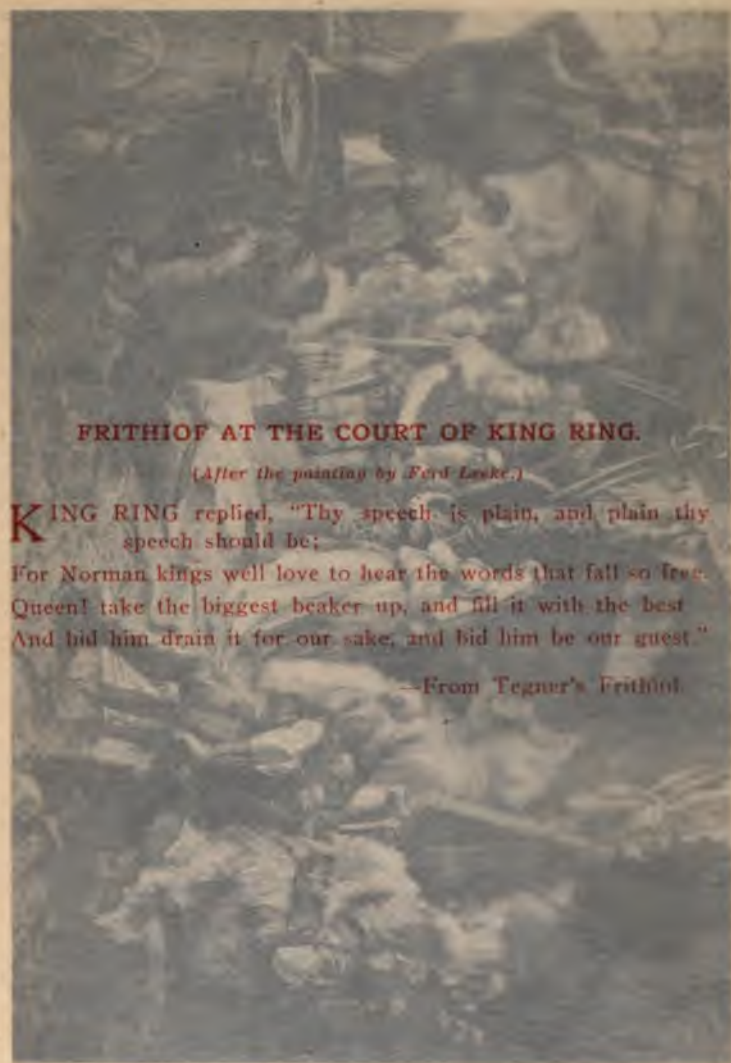 FRITHIOF AT THE COURT OF KING RING.
(After the painting by Ferd Leeke.)
KING RING replied, “Thy speech is plain, and plain thy
speech should be;
For Norman kings well love to hear the words that fall so free.
Queen! take the biggest beaker up, and fill it with the best
And bid him drain it for our sake, and bid him be our guest.”
—From Tegner's Frithiof.